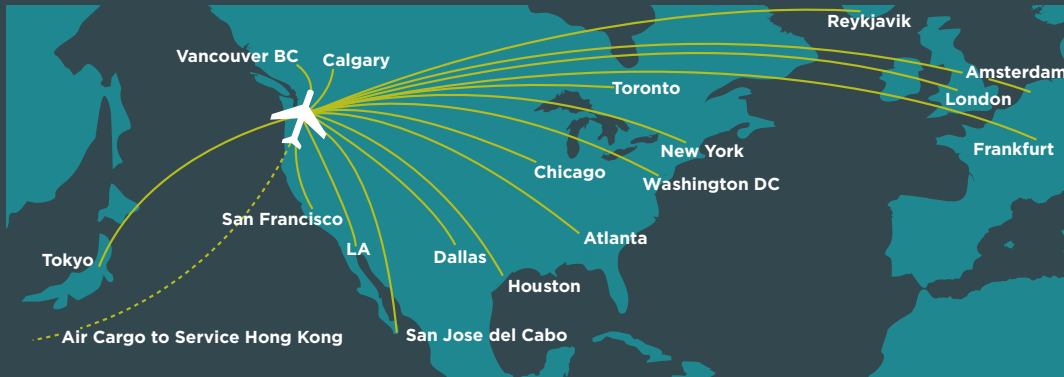 Reykjavik
Vancouver BC
Calgary
Amsterdam
Toronto
London
New York
Frankfurt
Chicago
Washington DC
San Francisco
Atlanta
LA
Dallas
Tokyo
Houston
San Jose del Cabo
Air Cargo to Service Hong Kong